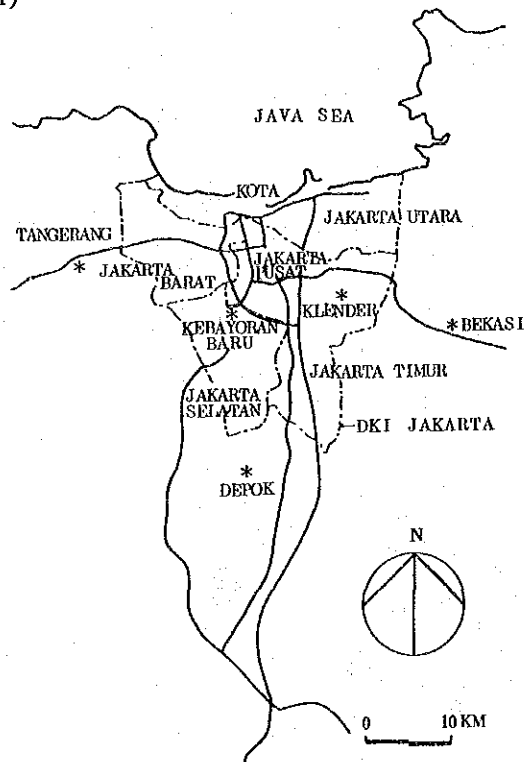 JAVA SEA
KOTA
JAKARTA UTARA
TANGERANG
JAKARTA
PUSAT
* JAKARTA
BARAT
*
KLENDER
* BEKASI
*
KEBAYORAN
BARU
JAKARTA TIMUR
JAKARTA
SELATAN
DKI JAKARTA
*
DEPOK
N
0 10 KM